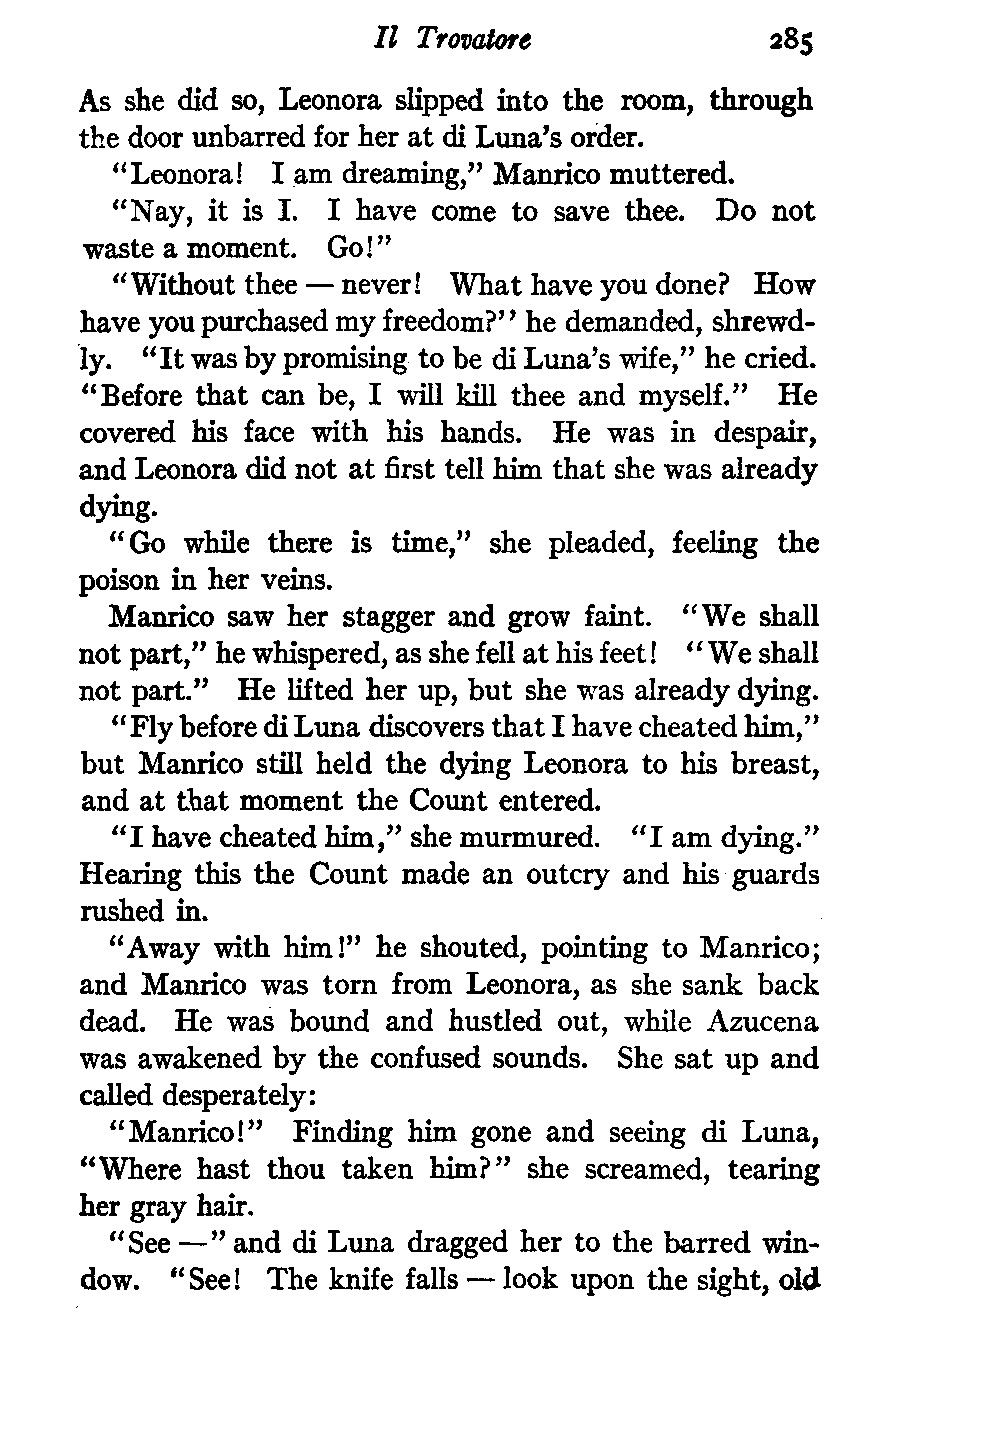 Il Trovatore 285
As she did so, Leonora slipped into the room, through
the door unbarred for her at di Luna's order.
"Leonora! I am dreaming," Manrico muttered.
"Nay, it is I. I have come to save thee. Do not
waste a moment. Go!"
"Without thee — never! What have you done? How
have you purchased my freedom?" he demanded, shrewd-
ly. "It was by promising to be di Luna's wife," he cried.
"Before that can be, I will kill thee and myself." He
covered his face with his hands. He was in despair,
and Leonora did not at first tell him that she was already
dying.
"Go while there is time," she pleaded, feeling the
poison in her veins.
Manrico saw her stagger and grow faint. "We shall
not part," he whispered, as she fell at his feet! "We shall
not part." He lifted her up, but she was already dying.
"Fly before di Luna discovers that I have cheated him,"
but Manrico still held the dying Leonora to his breast,
and at that moment the Count entered.
"I have cheated him," she murmured. "I am dying."
Hearing this the Count made an outcry and his guards
rushed in.
"Away with him!" he shouted, pointing to Manrico;
and Manrico was torn from Leonora, as she sank back
dead. He was bound and hustled out, while Azucena
was awakened by the confused sounds. She sat up and
called desperately:
"Manrico!" Finding him gone and seeing di Luna,
"Where hast thou taken him?" she screamed, tearing
her gray hair.
"See —" and di Luna dragged her to the barred win-
dow. "See! The knife falls — look upon the sight, old